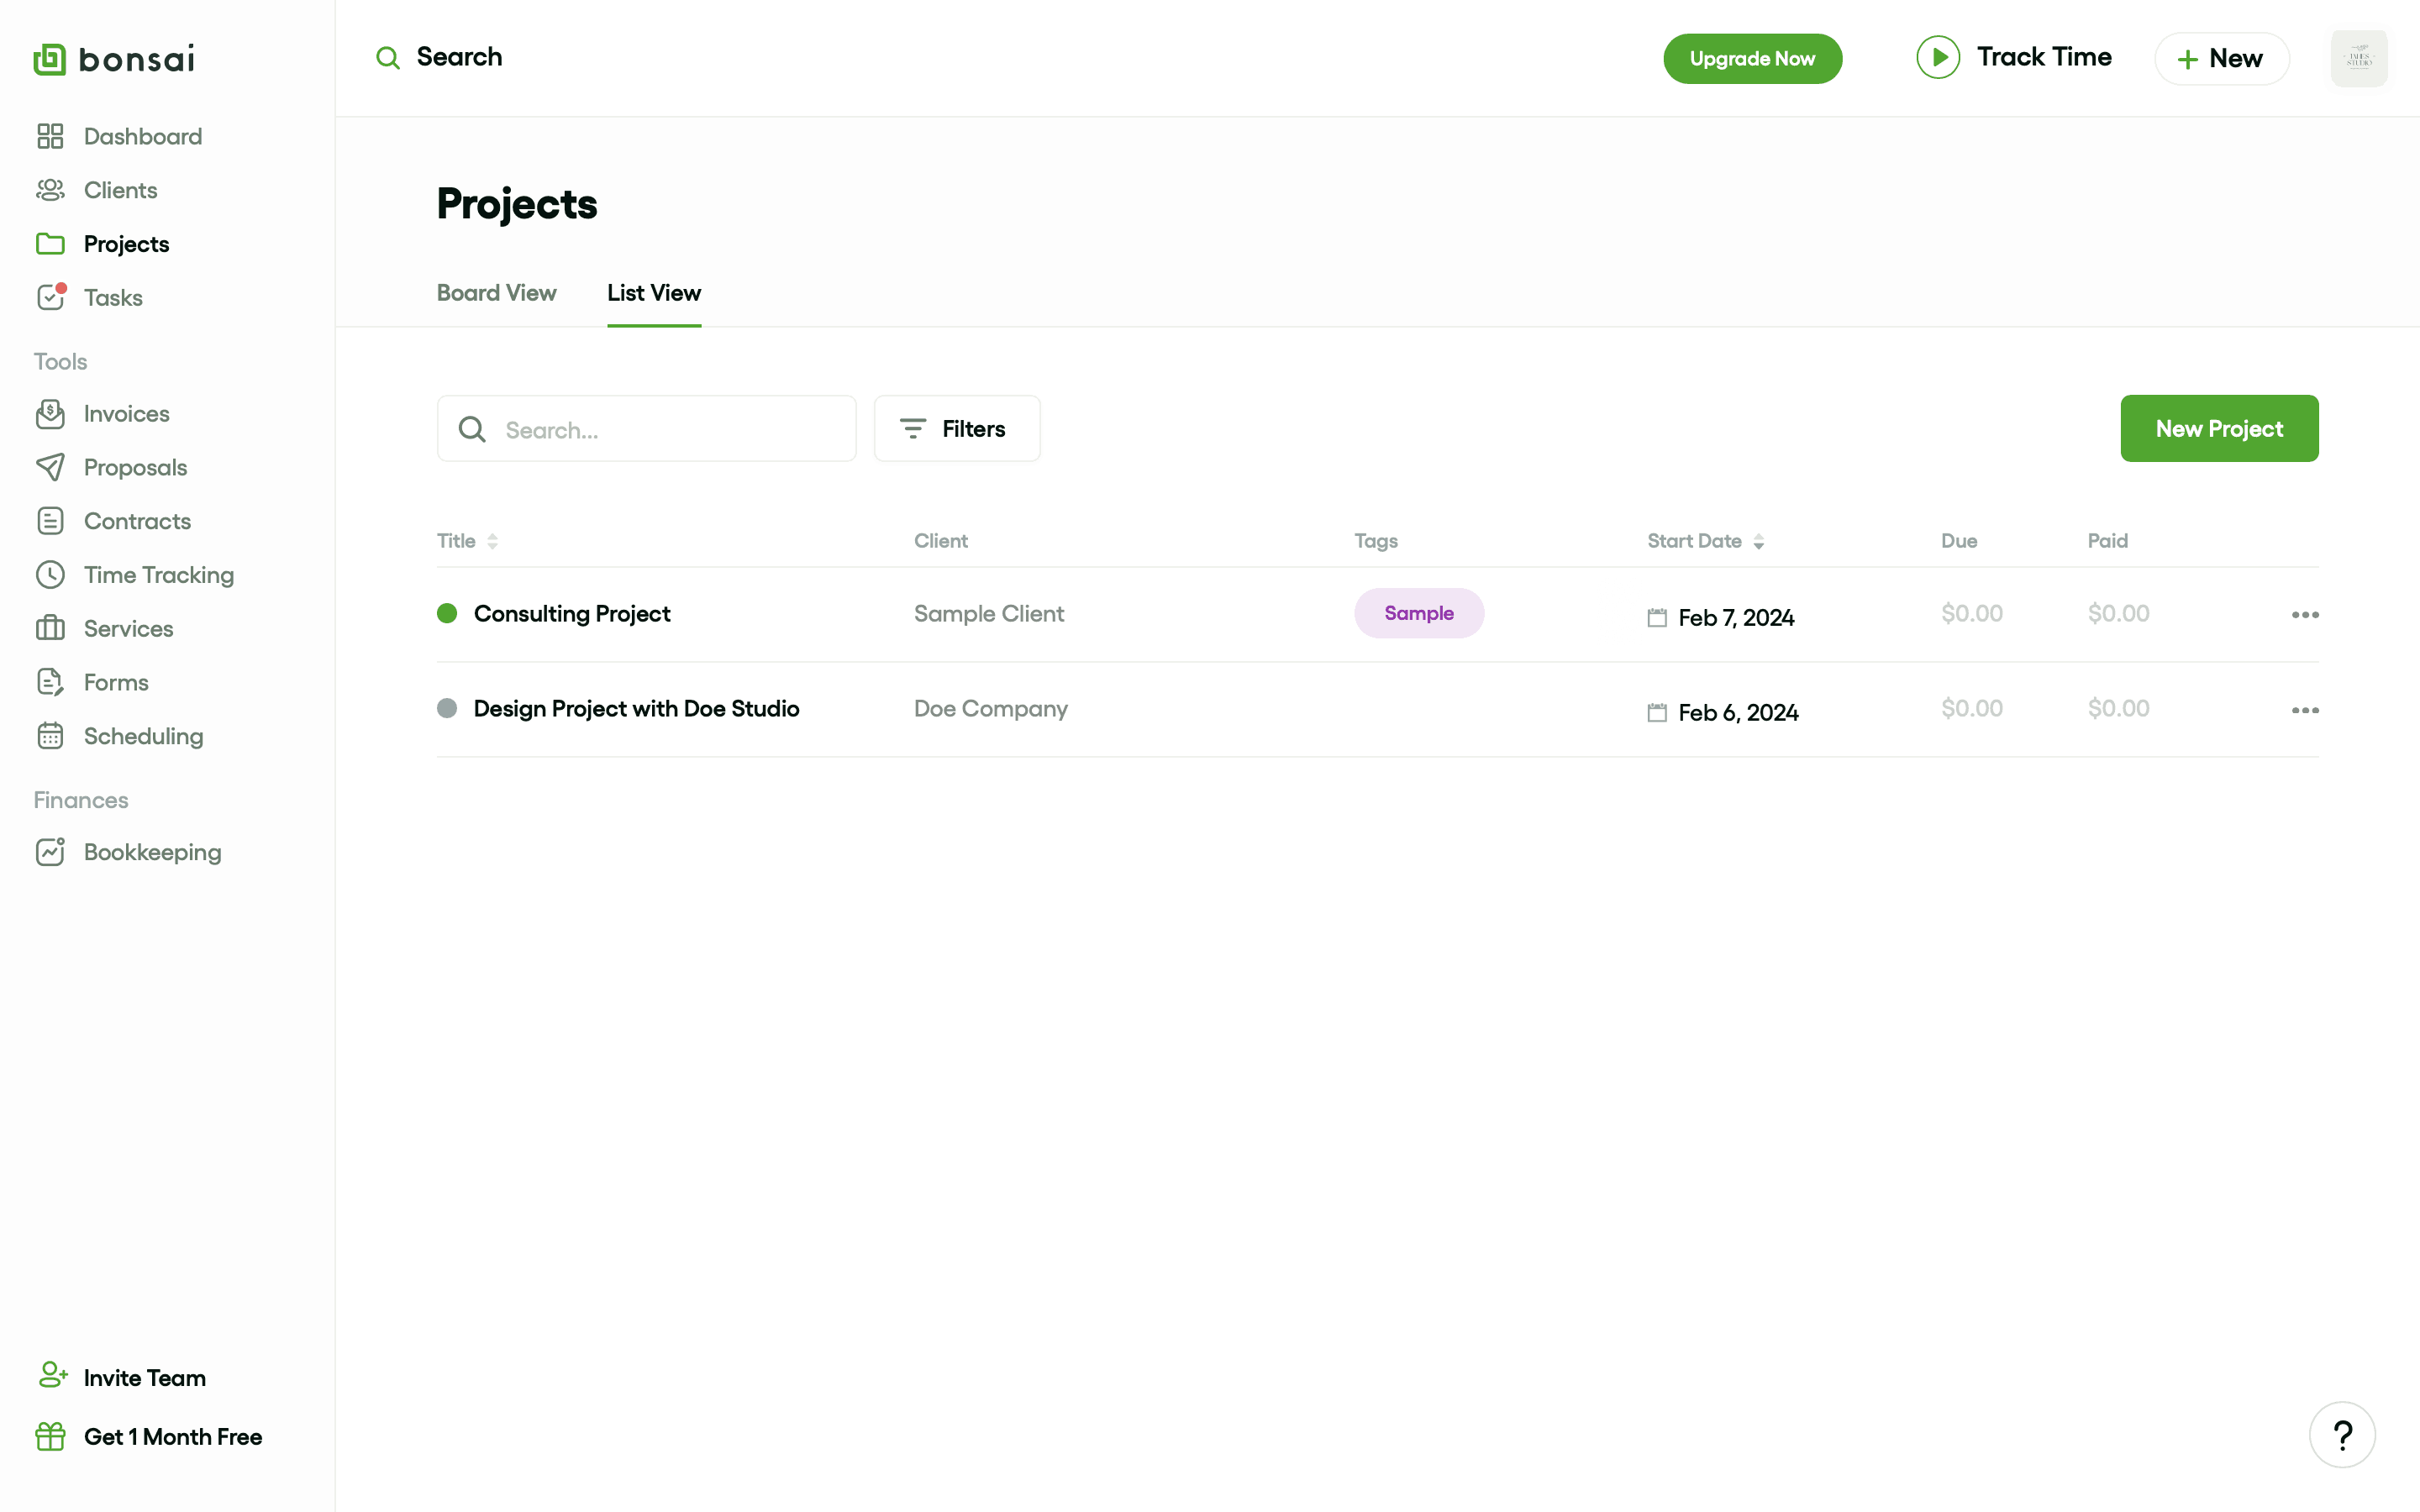 bonsai
Search
Upgrade Now
Track Time
New
Dashboard
Clients
Projects
Tasks
Tools
Invoices
Proposals
Contracts
Time Tracking
Services
Forms
Scheduling
Finances
Bookkeeping
Invite Team
Get 1 Month Free
Projects
Board View List View
Search... Filters New Project
Title Client Tags Start Date Due Paid
Consulting Project Sample Client Sample Feb 7, 2024 $0.00 $0.00
Design Project with Doe Studio Doe Company Feb 6, 2024 $0.00 $0.00
?